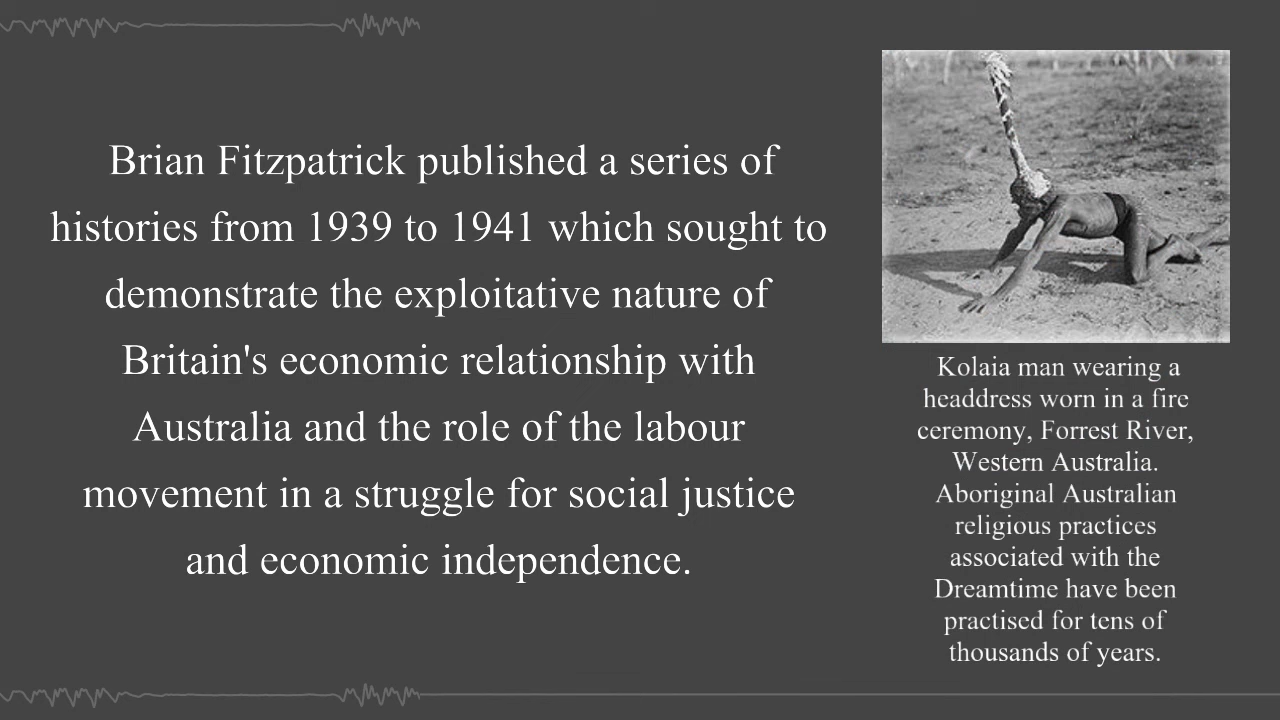 Brian Fitzpatrick published a series of
histories from 1939 to 1941 which sought to
demonstrate the exploitative nature of
Britain's economic relationship with
Australia and the role of the labour
movement in a struggle for social justice
and economic independence.
Kolaia man wearing a
headdress worn in a fire
ceremony, Forrest River,
Western Australia.
Aboriginal Australian
religious practices
associated with the
Dreamtime have been
practised for tens of
thousands of years.